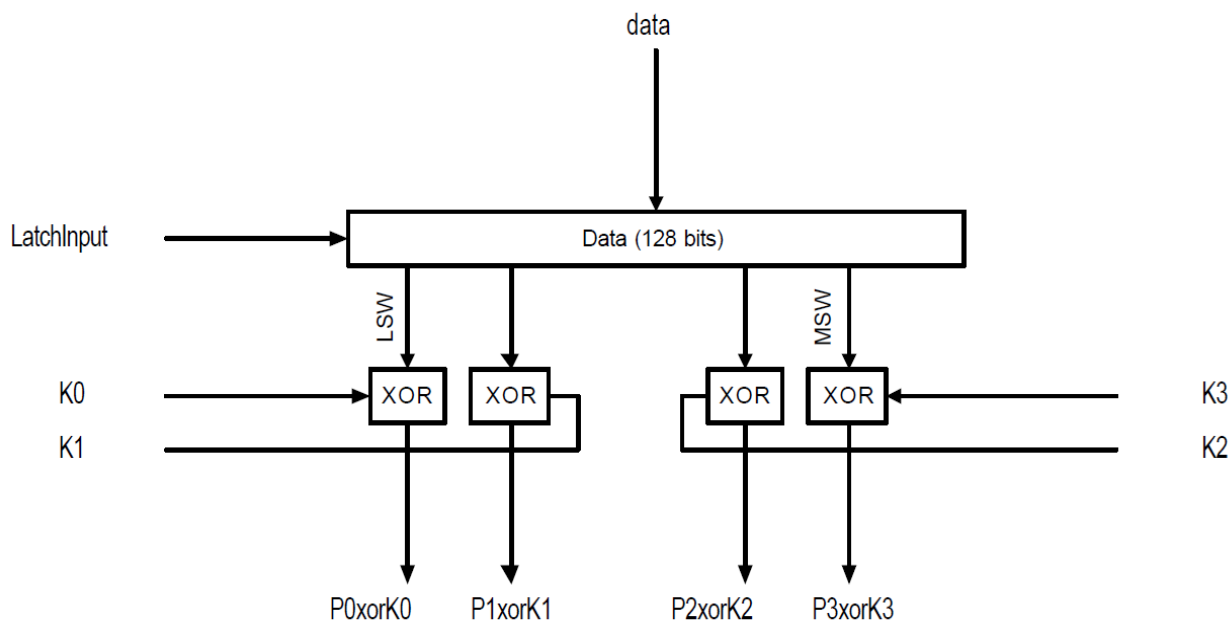 data
LatchInput
Data (128 bits)
LSW
MSW
K0
XOR
XOR
XOR
XOR
K3
K1
K2
P0xorK0
P1xorK1
P2xorK2
P3xorK3